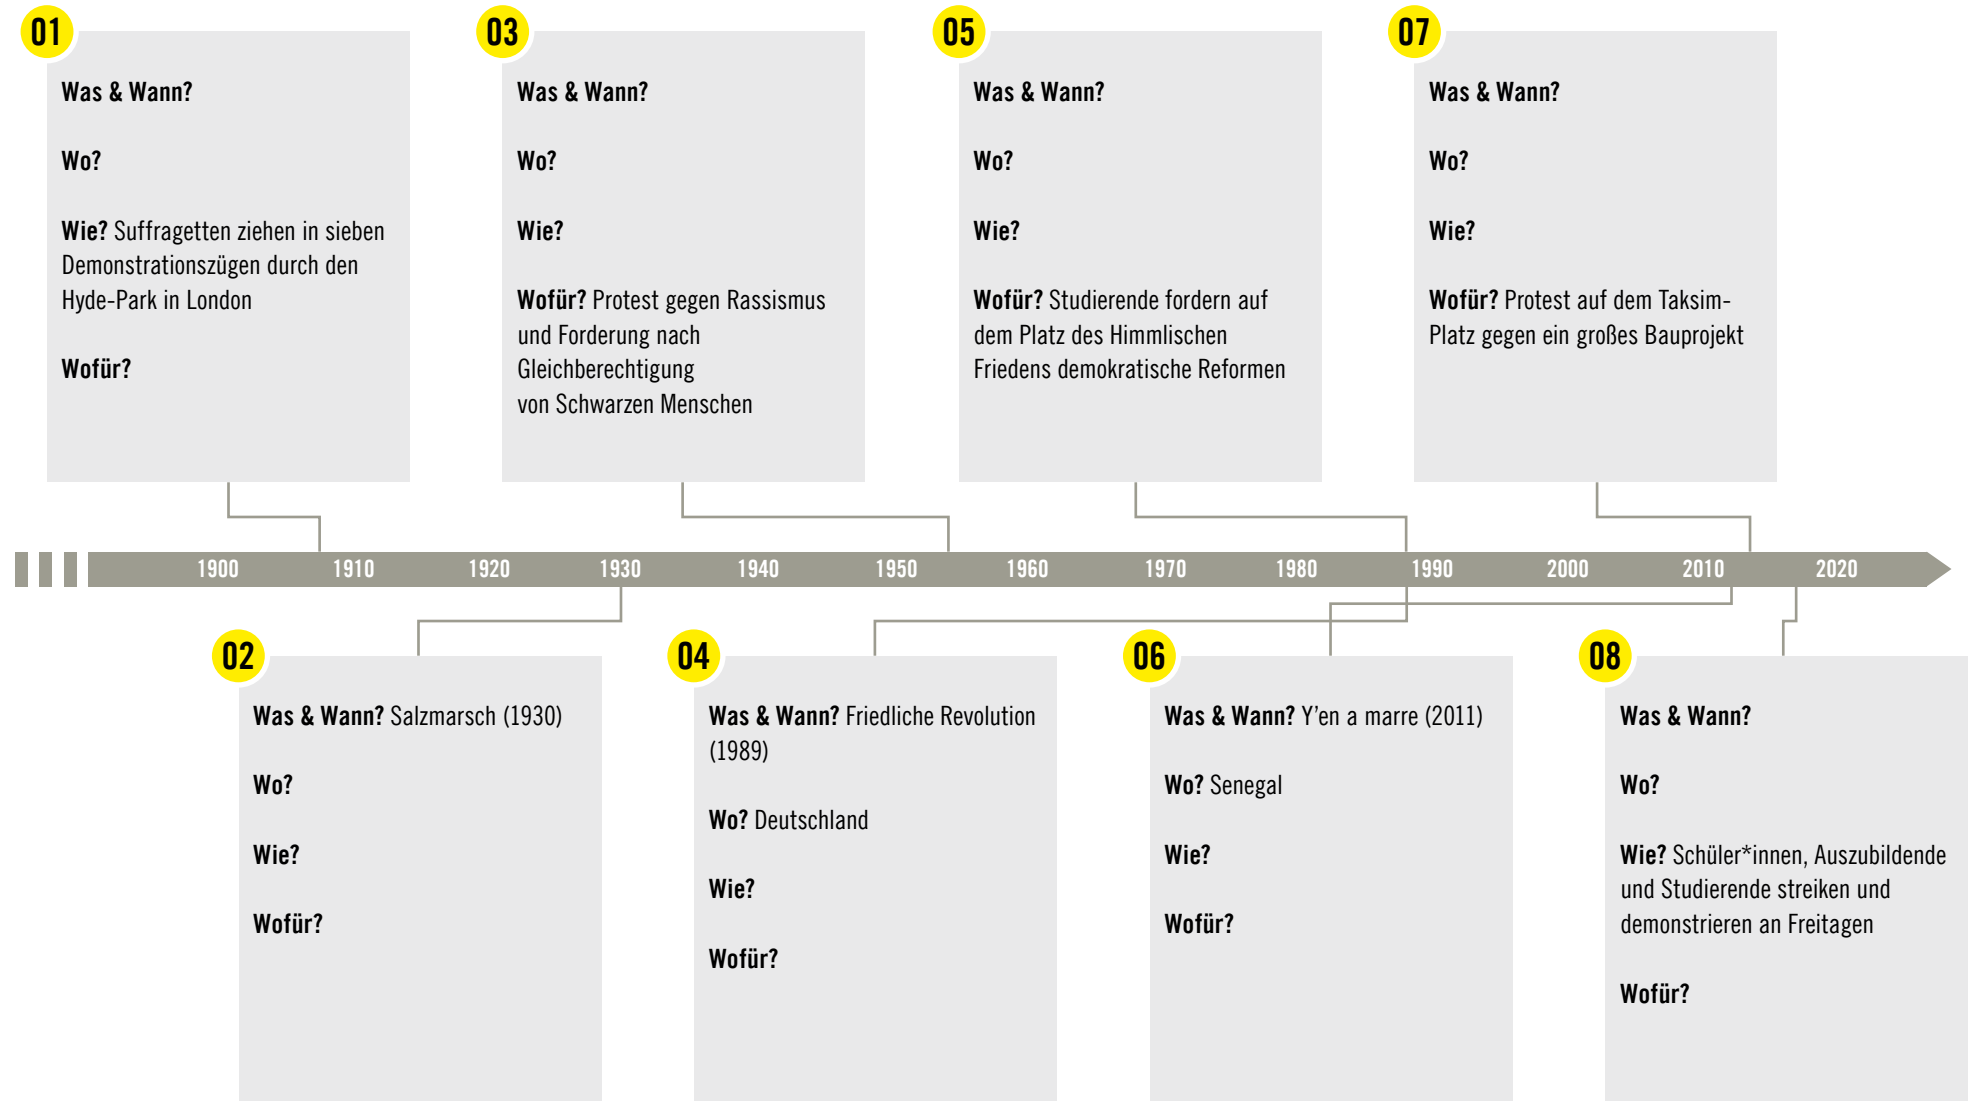 01
Was & Wann?
Wo?
Wie? Suffragetten ziehen in sieben
Demonstrationszügen durch den
Hyde-Park in London
Wofür?
03
Was & Wann?
Wo?
Wie?
Wofür? Protest gegen Rassismus
und Forderung nach
Gleichberechtigung
von Schwarzen Menschen
05
Was & Wann?
Wo?
Wie?
Wofür? Studierende fordern auf
dem Platz des Himmlischen
Friedens demokratische Reformen
07
Was & Wann?
Wo?
Wie?
Wofür? Protest auf dem Taksim-
Platz gegen ein großes Bauprojekt
1900 1910 1920 1930 1940 1950 1960 1970 1980 1990 2000 2010 2020
02
Was & Wann? Salzmarsch (1930)
Wo?
Wie?
Wofür?
04
Was & Wann? Friedliche Revolution
(1989)
Wo? Deutschland
Wie?
Wofür?
06
Was & Wann? Y’en a marre (2011)
Wo? Senegal
Wie?
Wofür?
08
Was & Wann?
Wo?
Wie? Schüler*innen, Auszubildende
und Studierende streiken und
demonstrieren an Freitagen
Wofür?